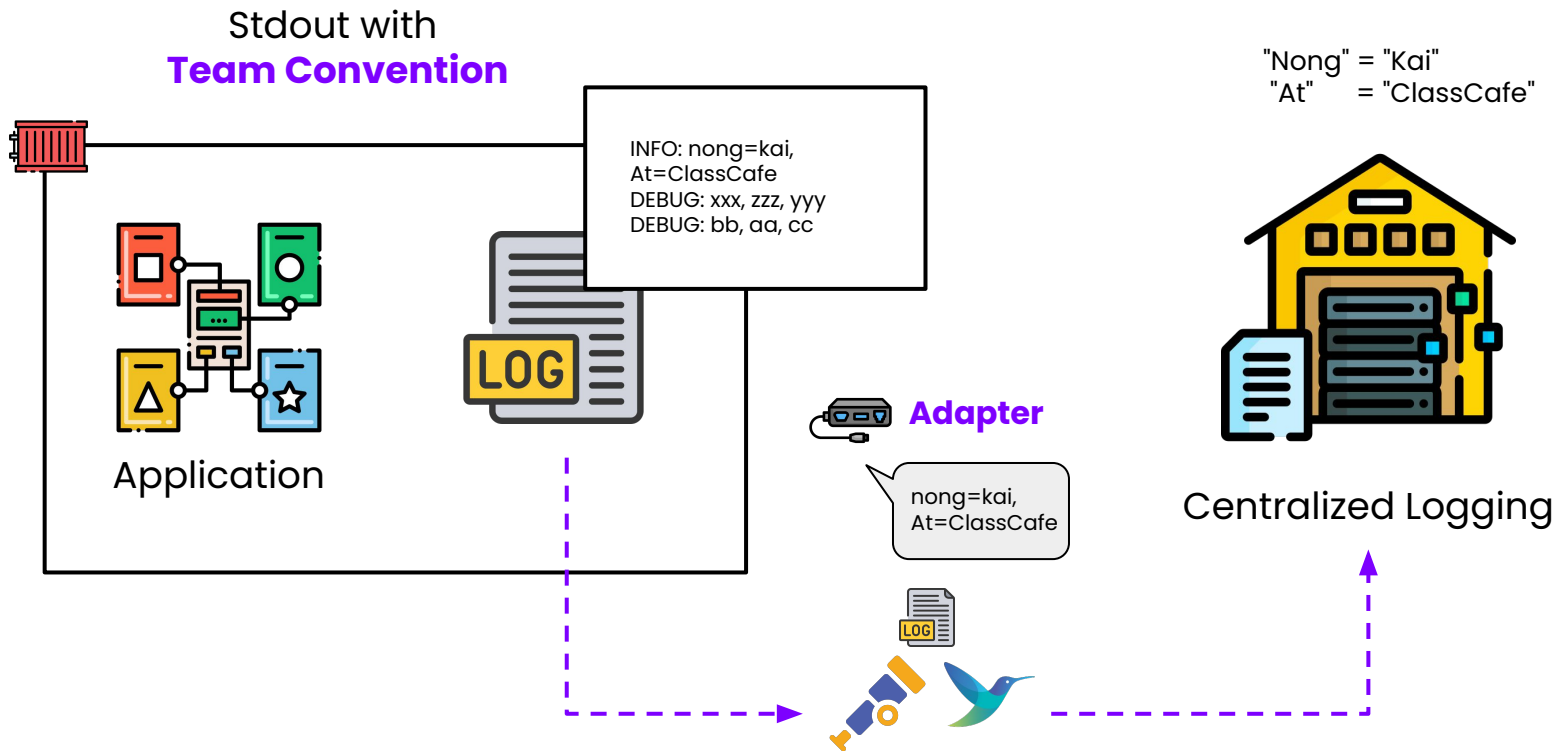 Stdout with
Team Convention
INFO: nong=kai,
At=ClassCafe
DEBUG: xxx, zzz, yyy
DEBUG: bb, aa, cc
LOG
Application
Adapter
nong=kai,
At=ClassCafe
LOG
"Nong" = "Kai"
"At" = "ClassCafe"
Centralized Logging